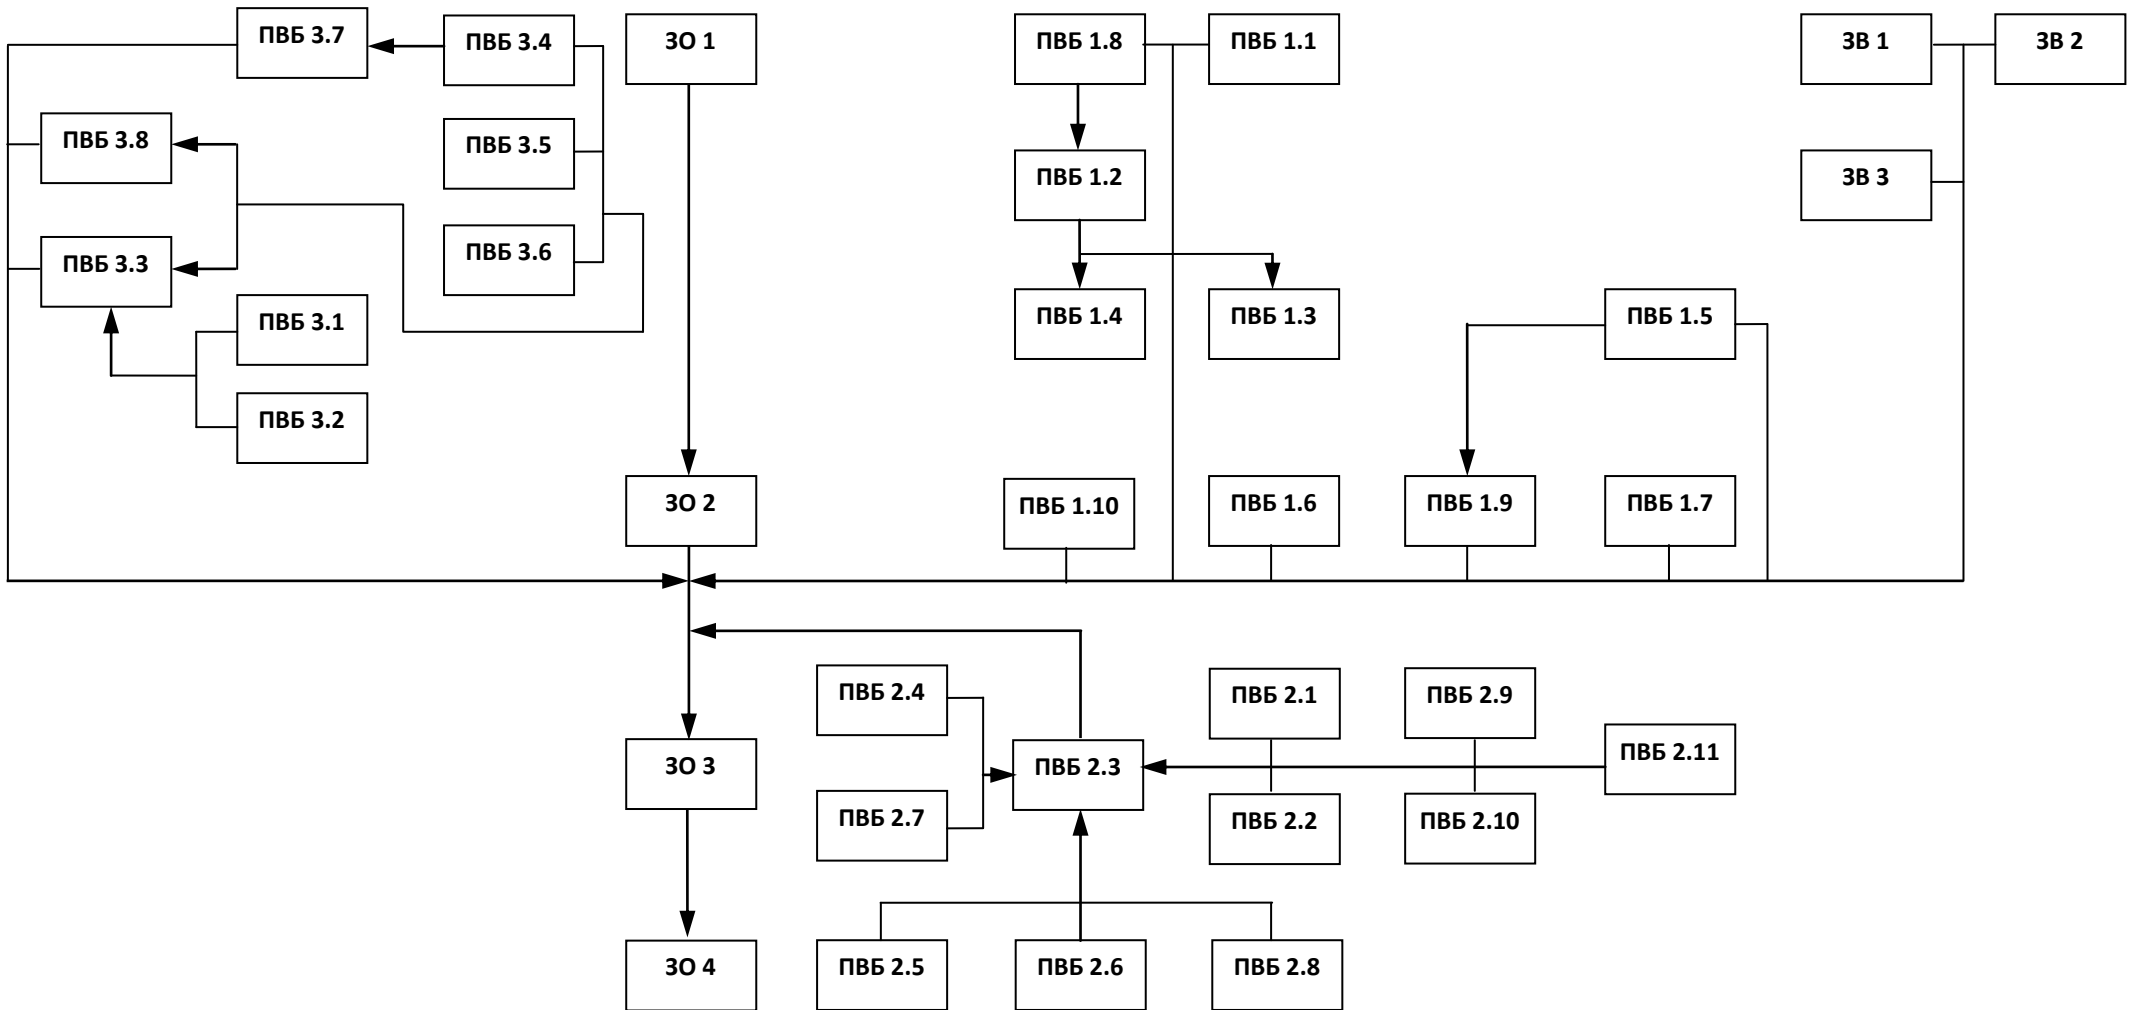 ПВБ 3.7
ПВБ 3.4
ЗО 1
ПВБ 1.8
ПВБ 1.1
ЗВ 1
ЗВ 2
ПВБ 3.8
ПВБ 3.5
ПВБ 1.2
ЗВ 3
ПВБ 3.3
ПВБ 3.6
ПВБ 3.1
ПВБ 1.4
ПВБ 1.3
ПВБ 1.5
ПВБ 3.2
ЗО 2
ПВБ 1.10
ПВБ 1.6
ПВБ 1.9
ПВБ 1.7
ПВБ 2.4
ПВБ 2.1
ПВБ 2.9
ЗО 3
ПВБ 2.3
ПВБ 2.11
ПВБ 2.7
ПВБ 2.2
ПВБ 2.10
ЗО 4
ПВБ 2.5
ПВБ 2.6
ПВБ 2.8